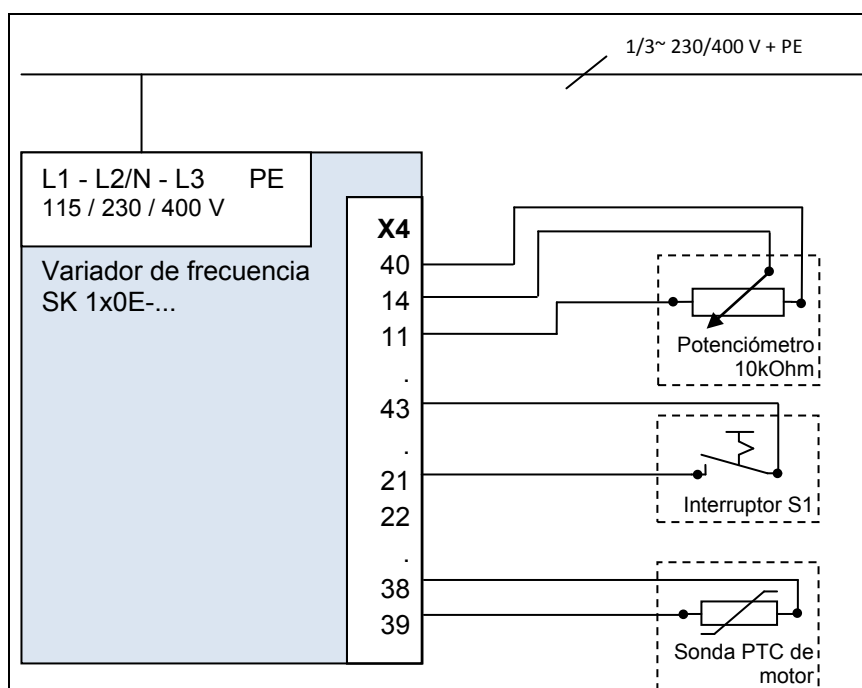 1/3~ 230/400 V + PE
L1 - L2/N - L3 PE
115 / 230 / 400 V
Variador de frecuencia
SK 1x0E-...
X4
40
14
11
.
43
.
21
22
.
38
39
Potenciómetro
10kOhm
Interruptor S1
Sonda PTC de
motor